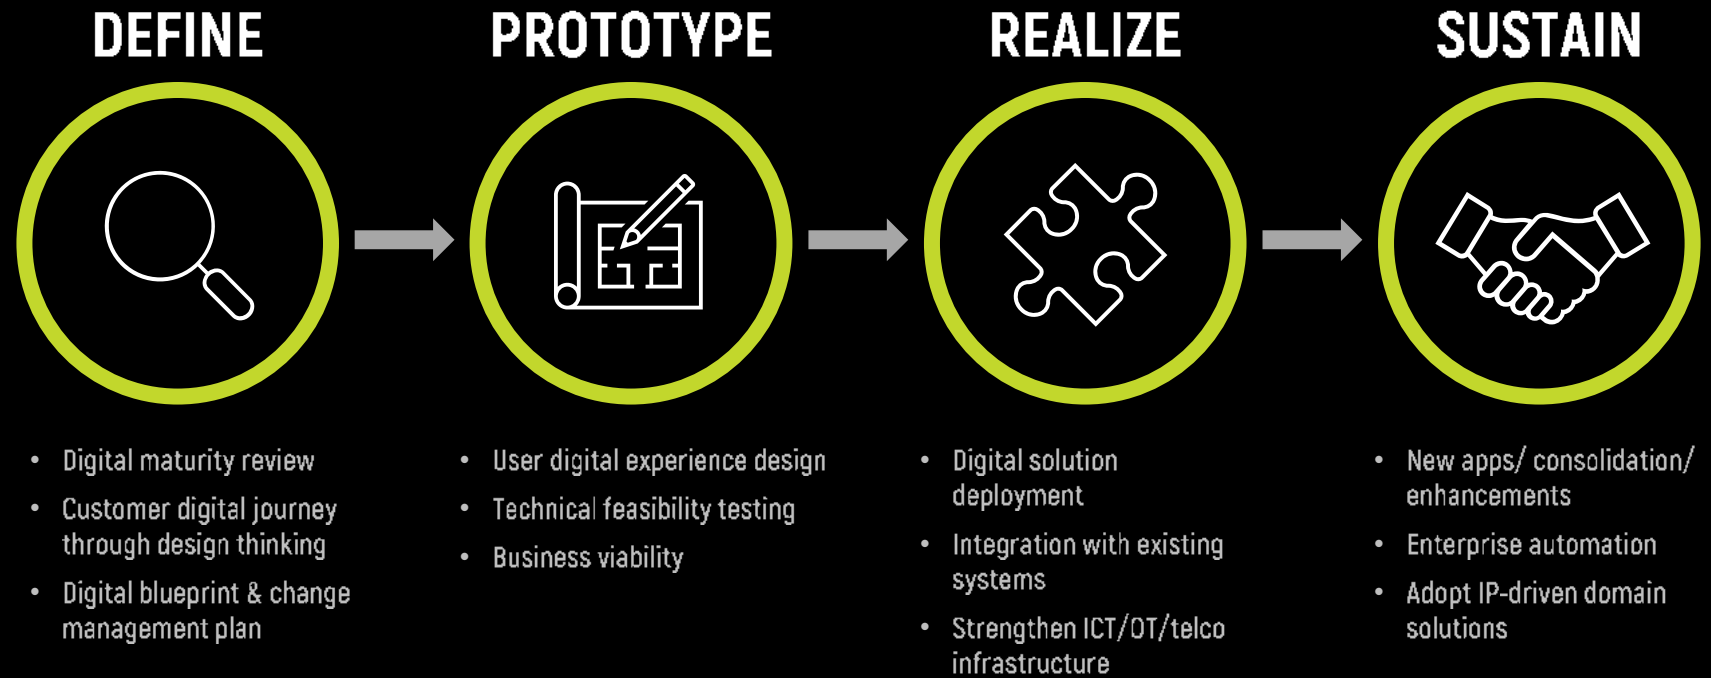 DEFINE
• Digital maturity review
• Customer digital journey
through design thinking
• Digital blueprint & change
management plan
PROTOTYPE
• User digital experience design
• Technical feasibility testing
• Business viability
REALIZE
• Digital solution
deployment
• Integration with existing
systems
• Strengthen ICT/OT/telco
infrastructure
SUSTAIN
• New apps/ consolidation/
enhancements
• Enterprise automation
• Adopt IP-driven domain
solutions